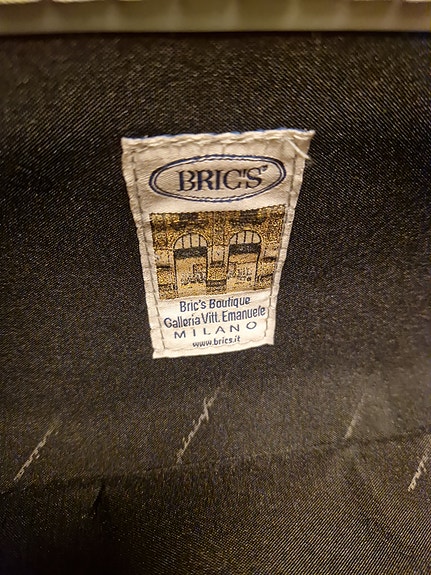 BRIC'S
Bric's Boutique
Galleria Vitt. Emanuele
MILANO
www.brics.it